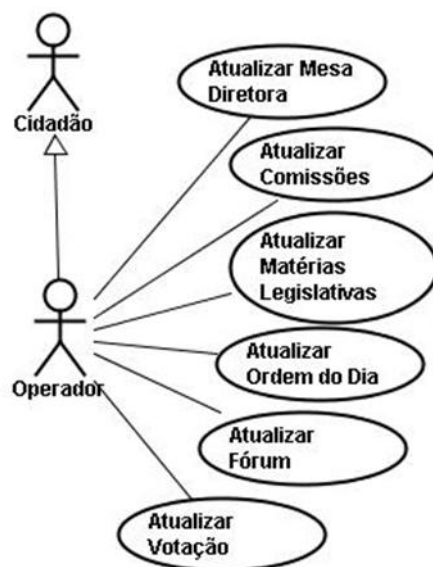 Cidadão
Atualizar Mesa
Diretora
Atualizar
Comissões
Atualizar
Matérias
Legislativas
Operador
Atualizar
Ordem do Dia
Atualizar
Fórum
Atualizar
Votação